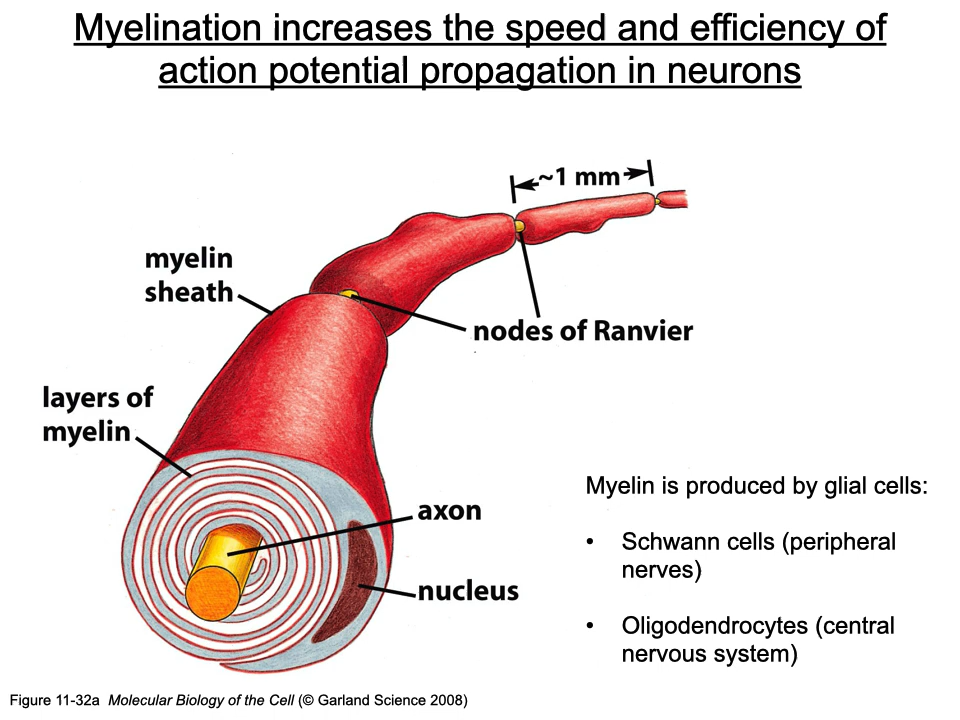 Myelination increases the speed and efficiency of
action potential propagation in neurons
~1 mm
myelin
sheath
nodes of Ranvier
layers of
myelin
axon
nucleus
Myelin is produced by glial cells:
• Schwann cells (peripheral
nerves)
• Oligodendrocytes (central
nervous system)
Figure 11-32a Molecular Biology of the Cell (© Garland Science 2008)